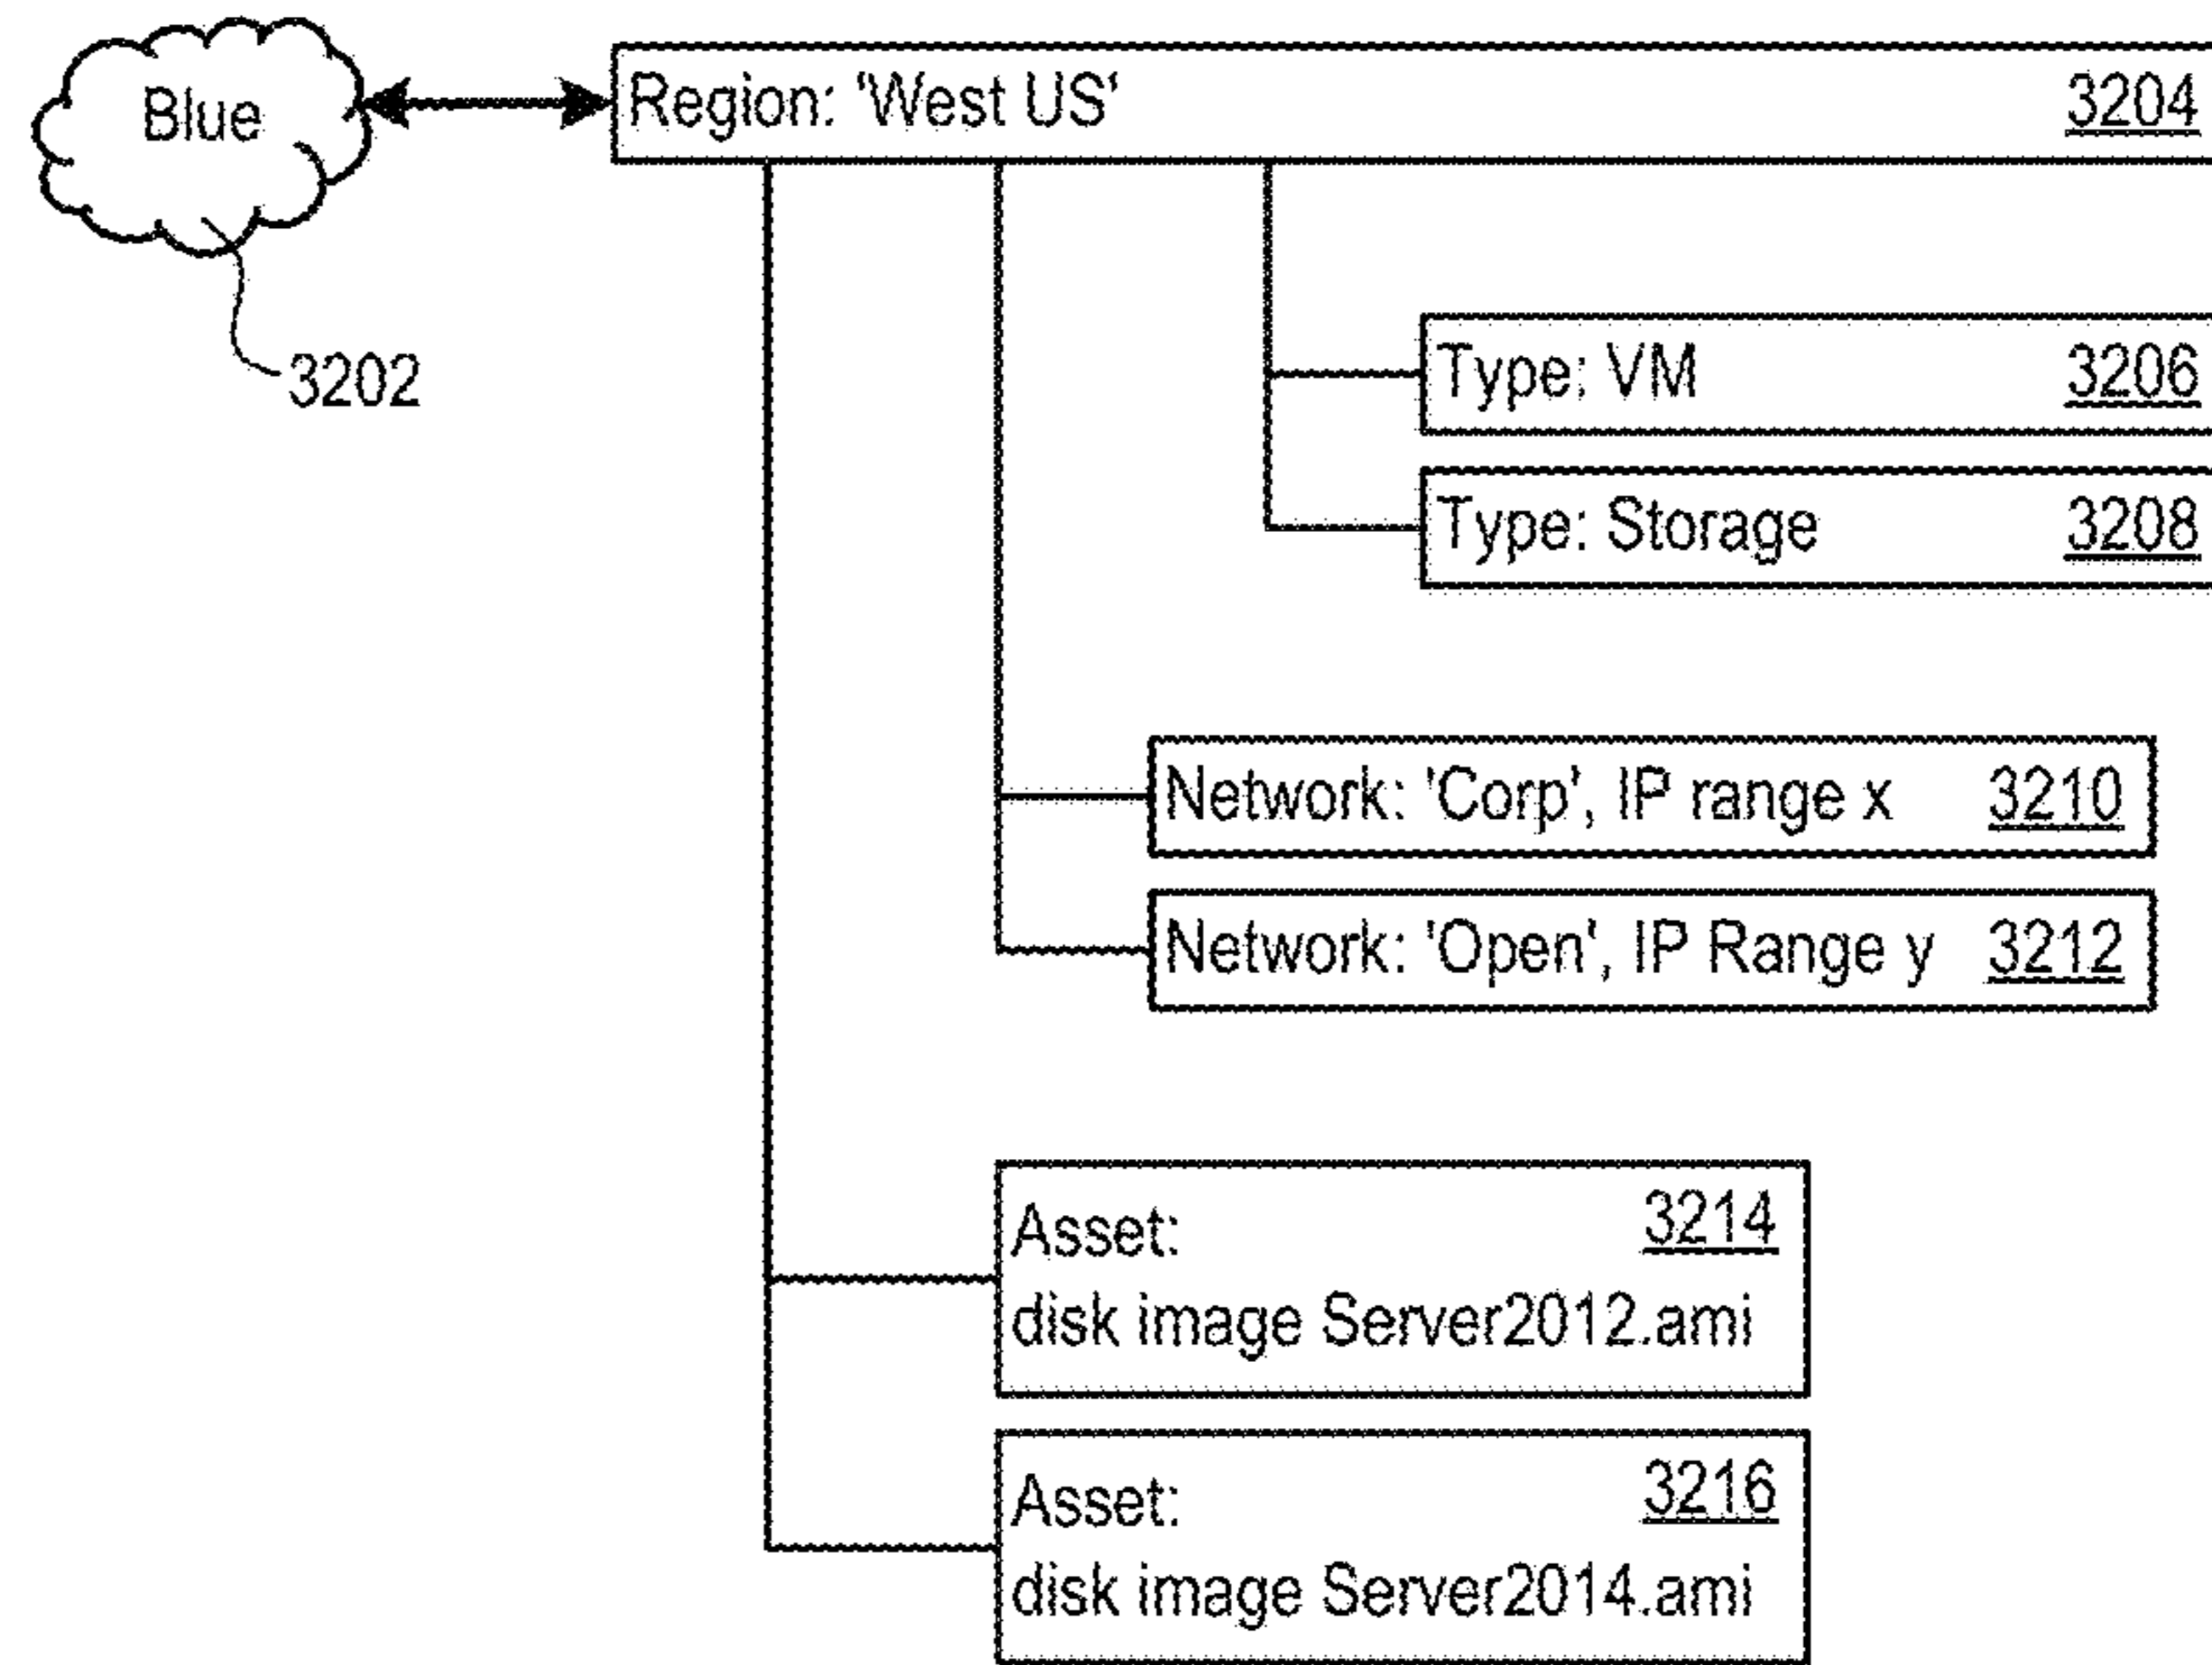 Blue
Region: 'West US' 3204
3202
Type: VM 3206
Type: Storage 3208
Network: 'Corp', IP range x 3210
Network: 'Open', IP Range y 3212
Asset: 3214
disk image Server2012.ami
Asset: 3216
disk image Server2014.ami